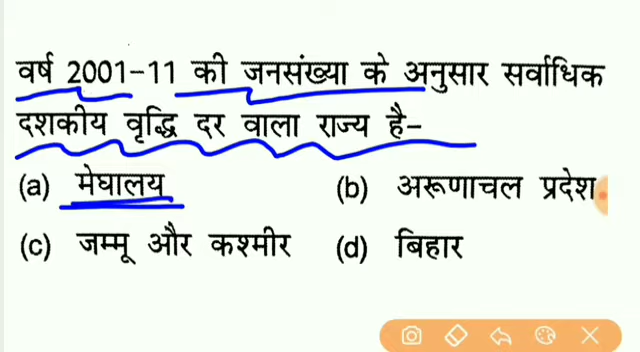 वर्ष 2001-11 की जनसंख्या के अनुसार सर्वाधिक
दशकीय वृद्धि दर वाला राज्य है-
(a) मेघालय (b) अरूणाचल प्रदेश
(c) जम्मू और कश्मीर (d) बिहार